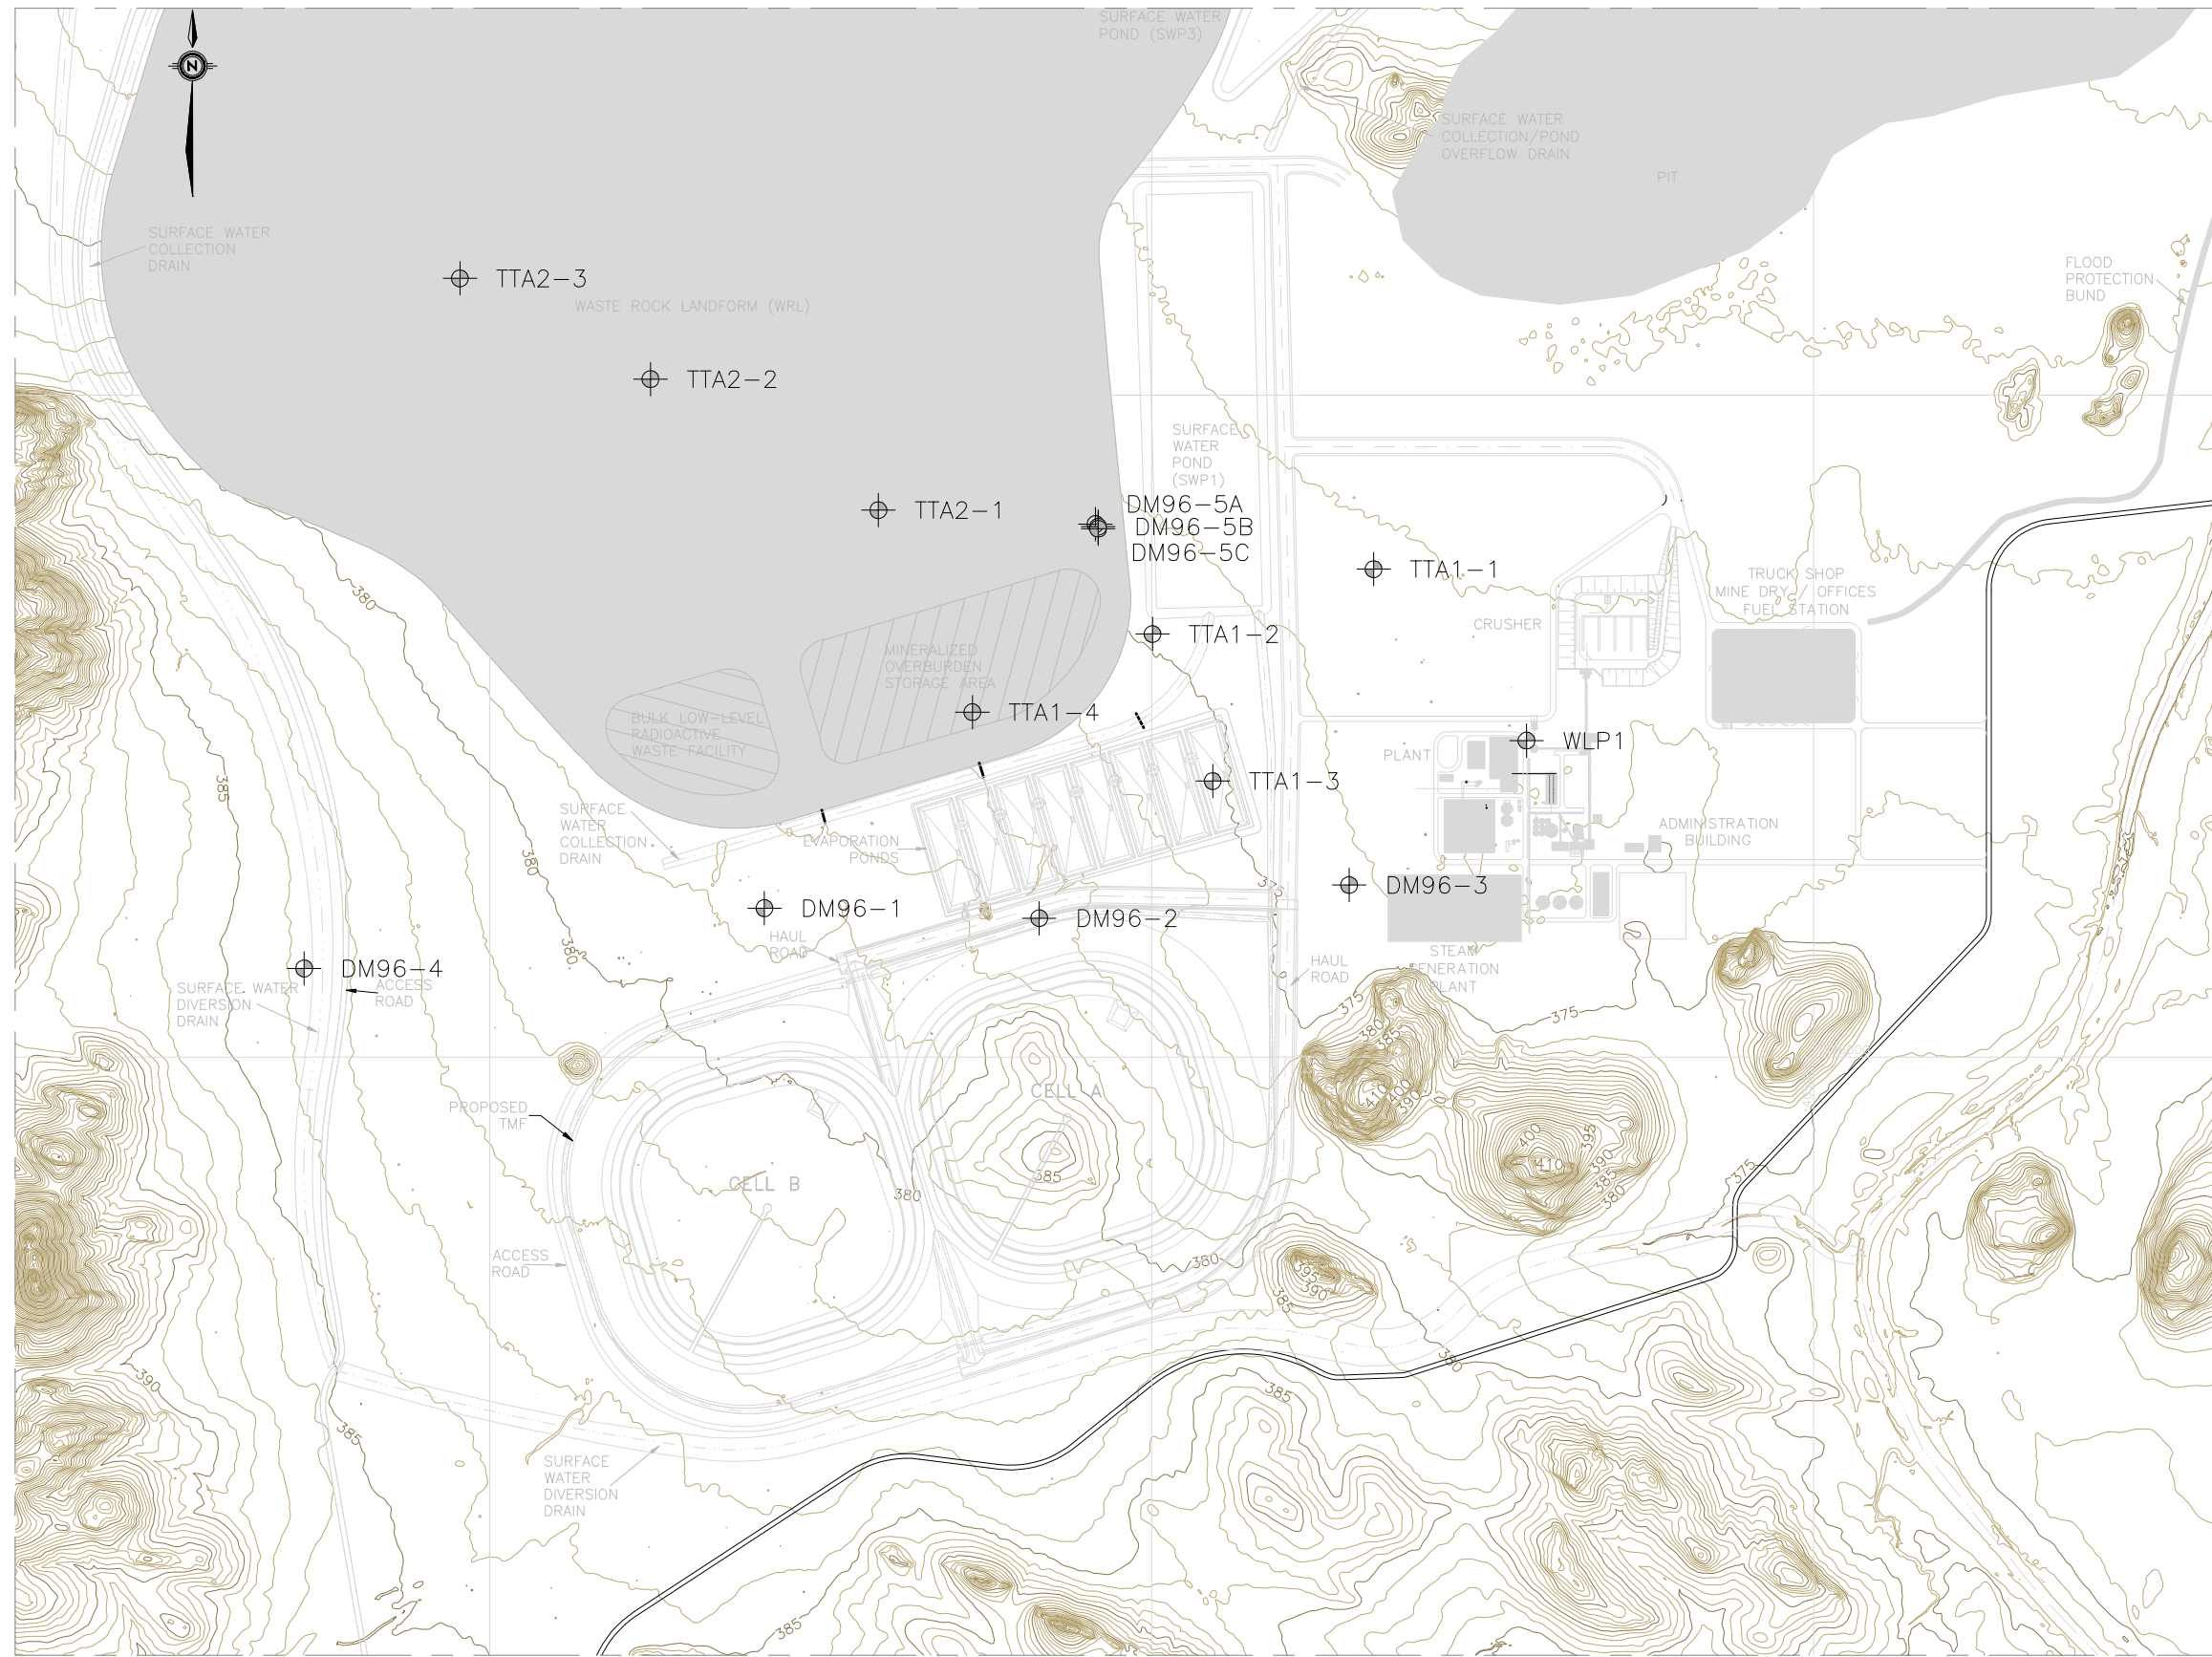 SURFACE WATER
POND (SWP3)
N
SURFACE WATER
COLLECTION/POND
OVERFLOW DRAIN
PIT
SURFACE WATER
COLLECTION
DRAIN
FLOOD
PROTECTION
BUND
TTA2-3
WASTE ROCK LANDFORM (WRL)
TTA2-2
SURFACE
WATER
POND
(SWP1)
TTA2-1
DM96-5A
DM96-5B
DM96-5C
TTA1-1
TRUCK SHOP
MINE DRY / OFFICES
FUEL STATION
380
CRUSHER
TTA1-2
MINERALIZED
OVERBURDEN
STORAGE AREA
TTA1-4
BULK LOW-LEVEL
RADIOACTIVE
WASTE FACILITY
WLP1
PLANT
385
TTA1-3
SURFACE
WATER
COLLECTION
DRAIN
EVAPORATION
PONDS
ADMINISTRATION
BUILDING
380
375
DM96-3
DM96-1
DM96-2
HAUL
ROAD
380
STEAM
GENERATION
PLANT
HAUL
ROAD
DM96-4
ACCESS
ROAD
SURFACE WATER
DIVERSION
DRAIN
375
375
380
385
CELL A
410
400
390
PROPOSED
TMF
400
395
390
410
385
380
385
375
CELL B
380
ACCESS
ROAD
380
395
390
385
380
390
385
385
SURFACE
WATER
DIVERSION
DRAIN
385